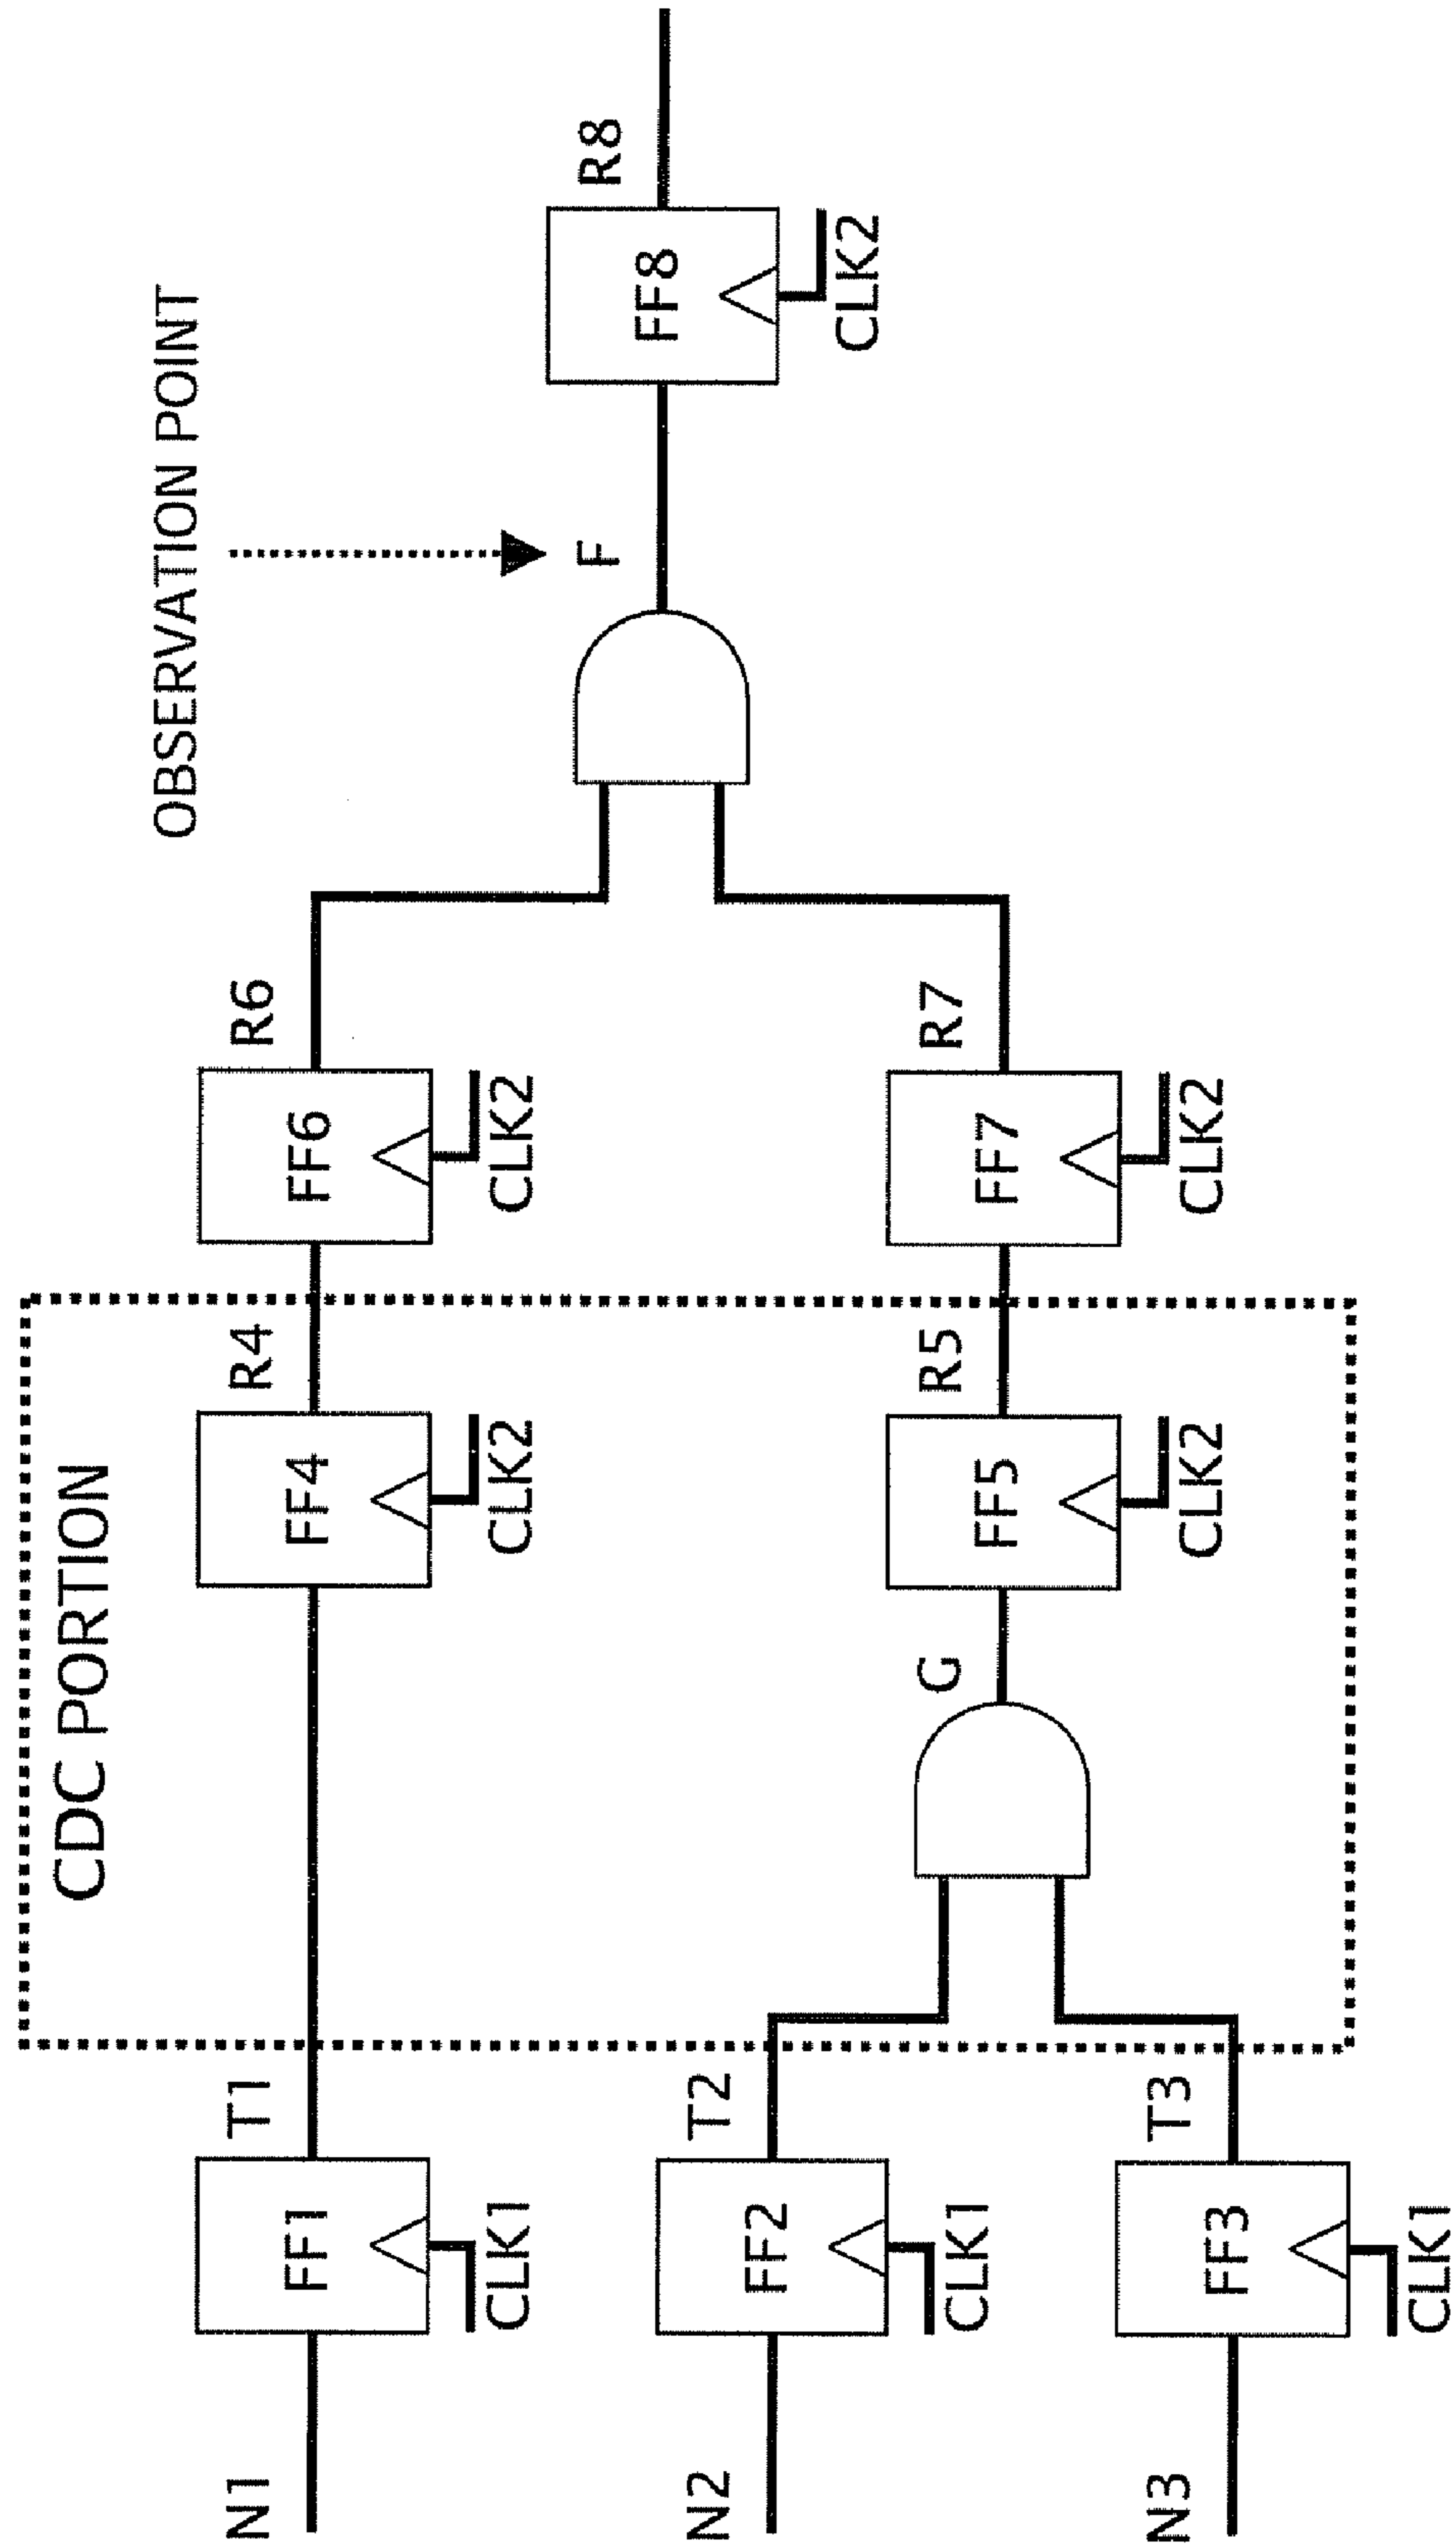 CDC PORTION
OBSERVATION POINT
N1
FF1
CLK1
T1
FF4
CLK2
R4
FF6
CLK2
R6
N2
FF2
CLK1
T2
N3
FF3
CLK1
T3
G
FF5
CLK2
R5
FF7
CLK2
R7
F
FF8
CLK2
R8